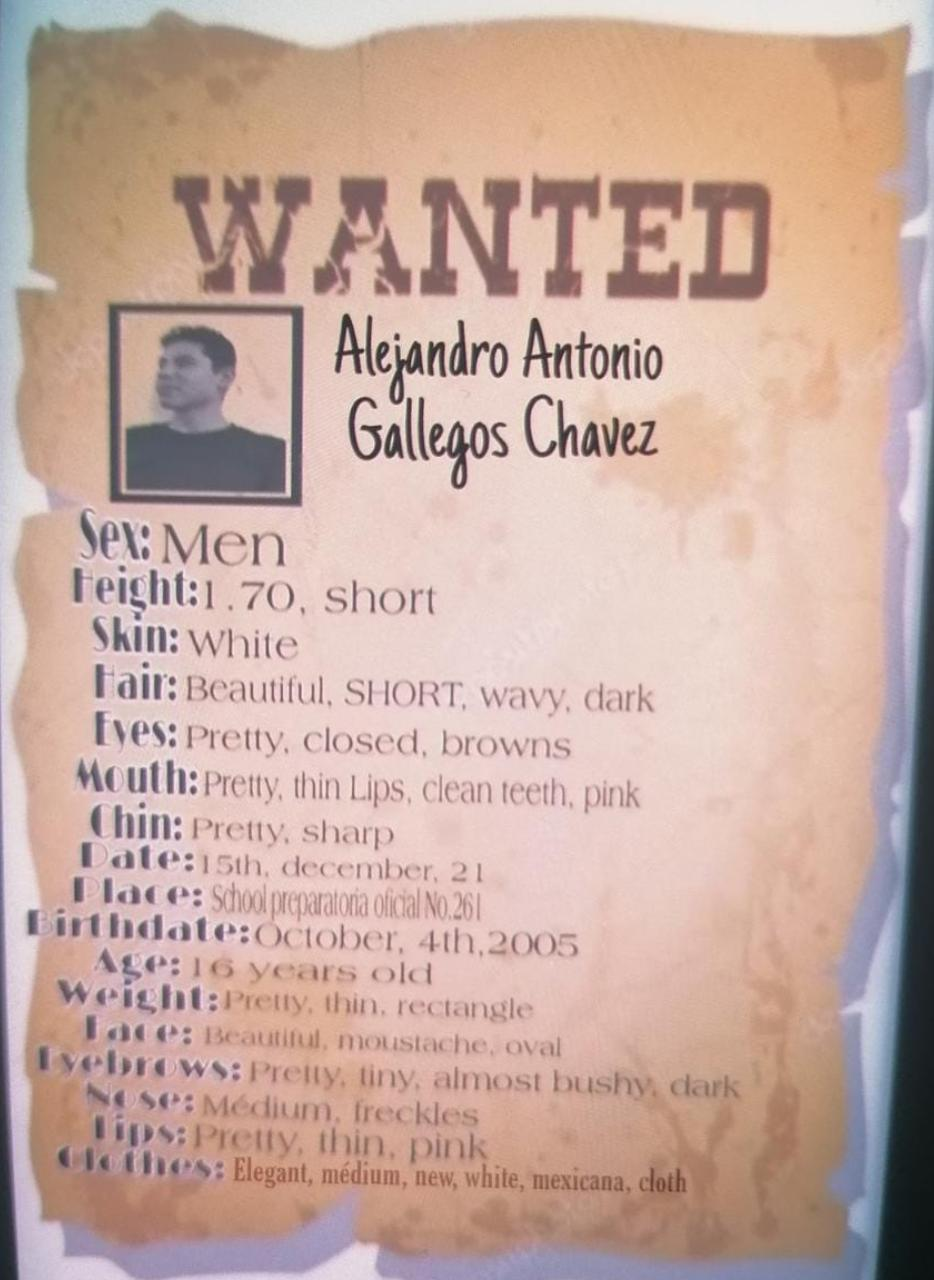 WANTED
Alejandro Antonio
Gallegos Chavez
Sex: Men
Height: 1.70, short
Skin: White
Hair: Beautiful, SHORT, wavy, dark
Eyes: Pretty, closed, browns
Mouth: Pretty, thin Lips, clean teeth, pink
Chin: Pretty, sharp
Date: 15th, december, 21
Place: School preparatoria oficial No.261
Birthdate: October, 4th,2005
Age: 16 years old
Weight: Pretty, thin, rectangle
Face: Beautiful, moustache, oval
Eyebrows: Pretty, tiny, almost bushy, dark
Nose: Médium, freckles
Lips: Pretty, thin, pink
Clothes: Elegant, médium, new, white, mexicana, cloth